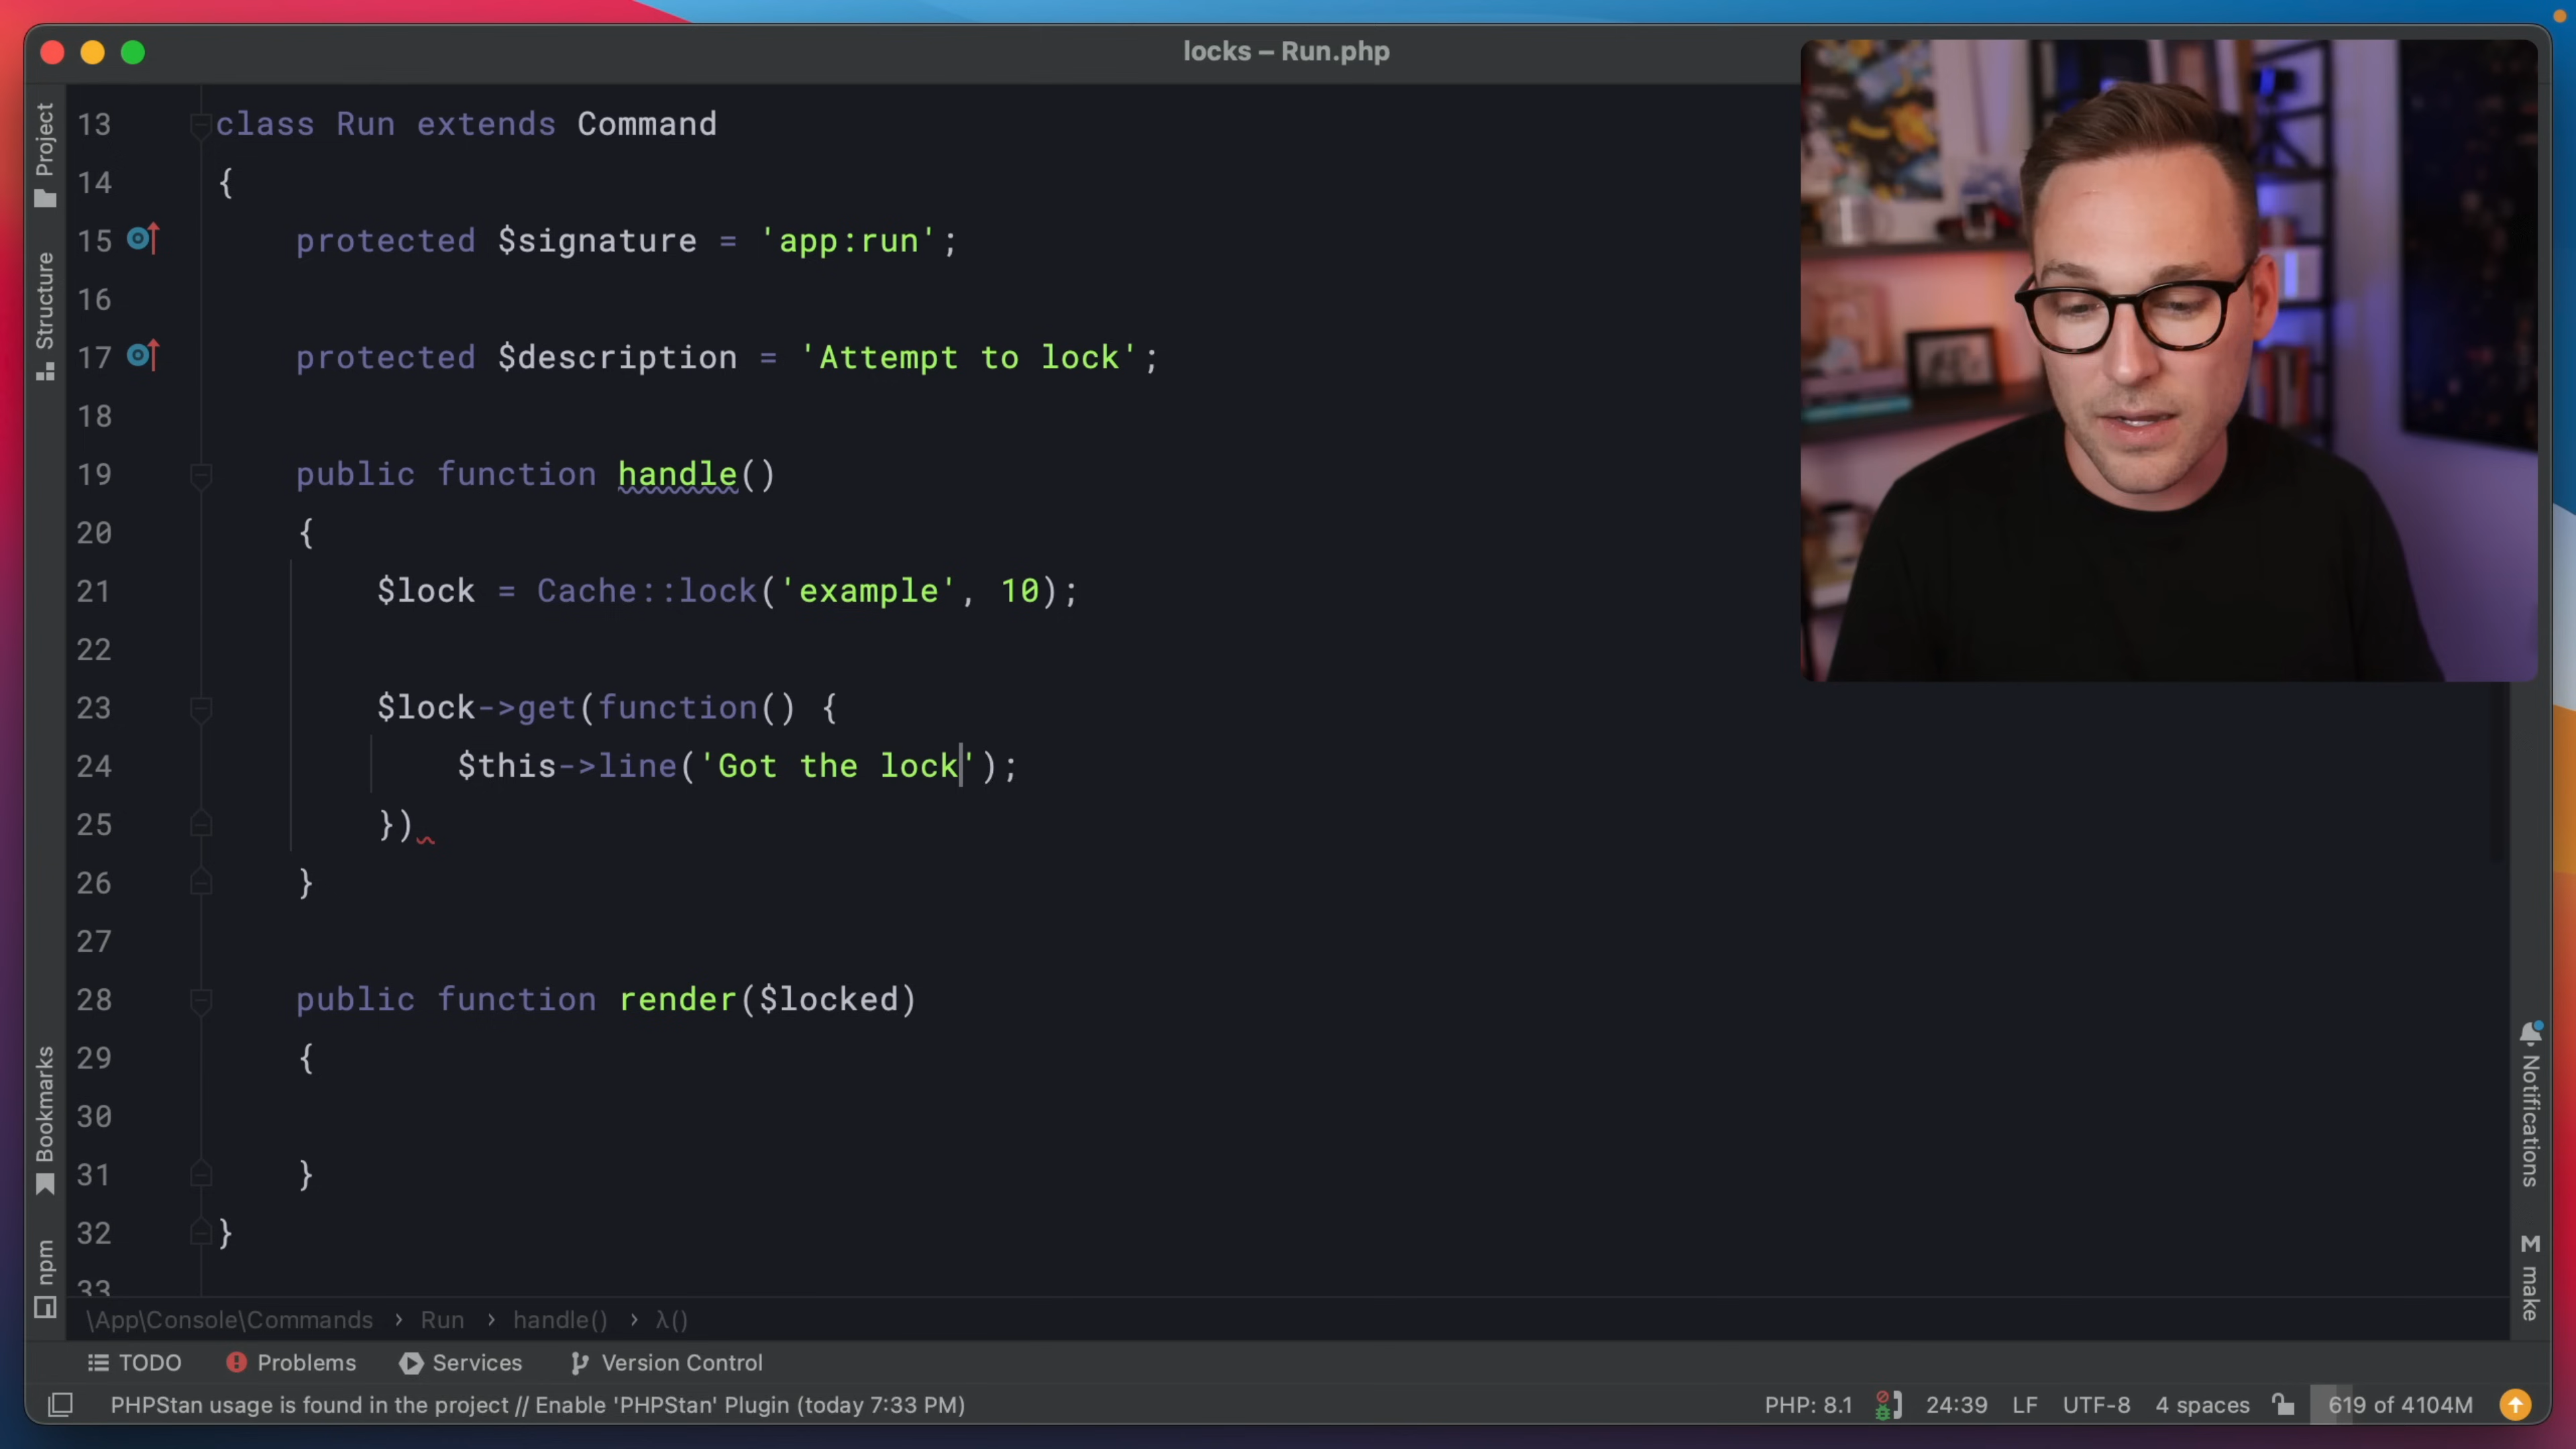 locks – Run.php
Project
Structure
Bookmarks
npm
13 class Run extends Command
14 {
15 protected $signature = 'app:run';
16
17 protected $description = 'Attempt to lock';
18
19 public function handle()
20 {
21 $lock = Cache::lock('example', 10);
22
23 $lock->get(function() {
24 $this->line('Got the lock');
25 })
26 }
27
28 public function render($locked)
29 {
30
31 }
32 }
33
Notifications
M make
\App\Console\Commands › Run › handle() › λ()
TODO Problems Services Version Control
PHPStan usage is found in the project // Enable 'PHPStan' Plugin (today 7:33 PM) PHP: 8.1 24:39 LF UTF-8 4 spaces 619 of 4104M